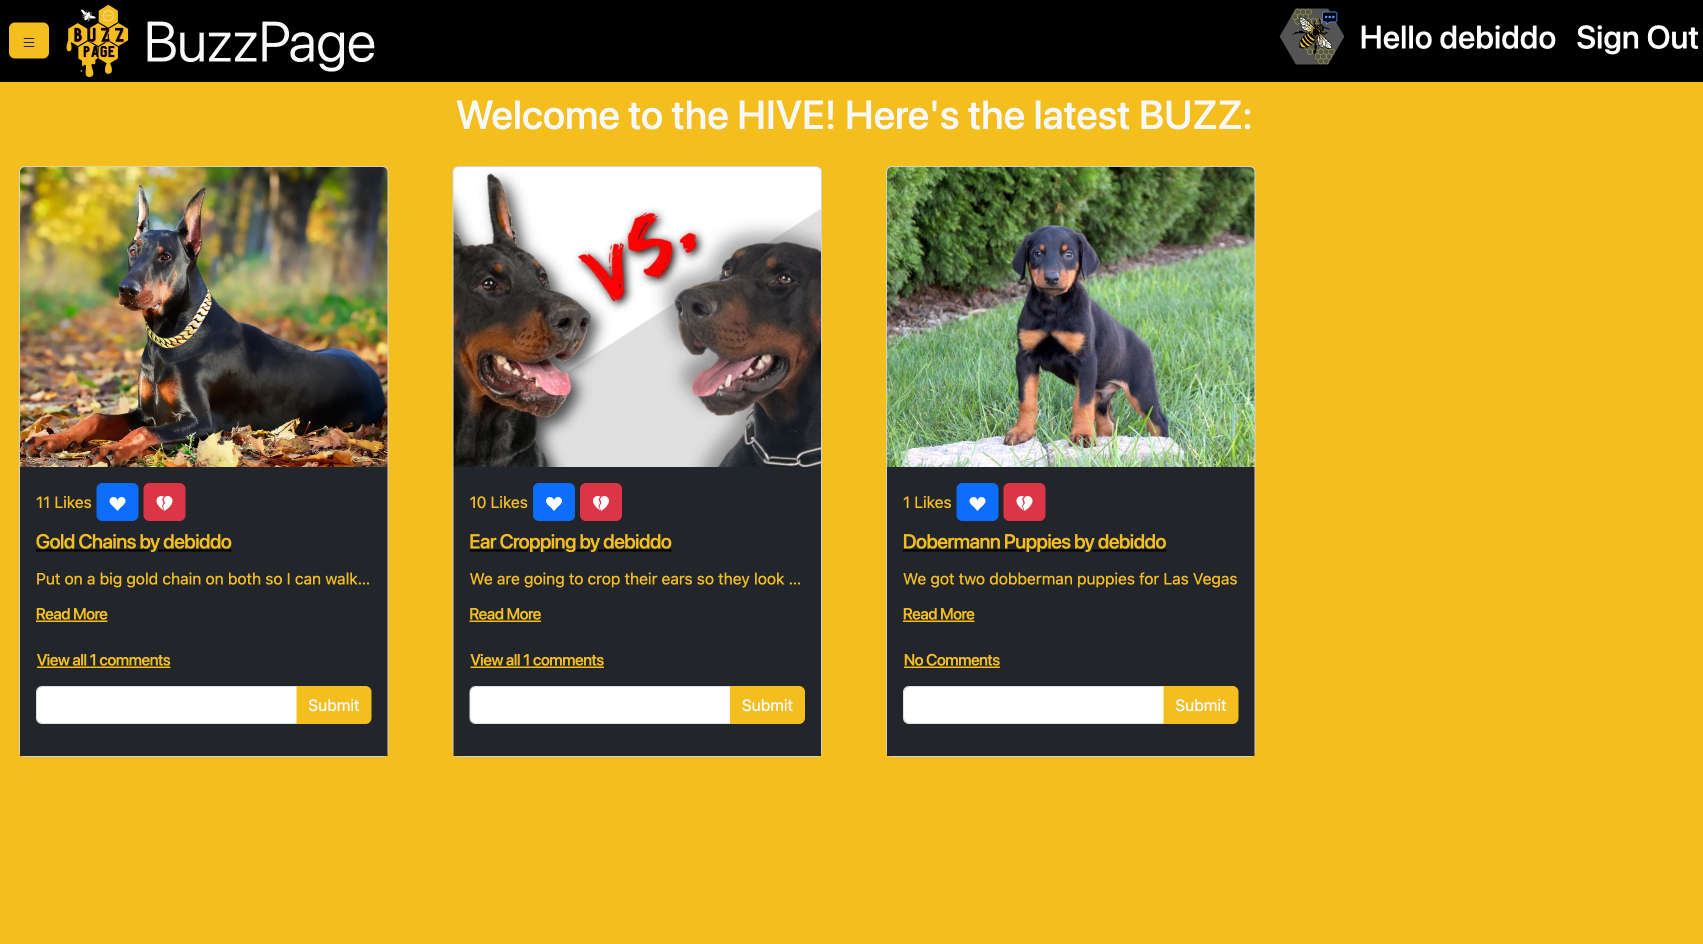 BUZZ
PAGE
BuzzPage
Hello debiddo
Sign Out
Welcome to the HIVE! Here's the latest BUZZ:
vs.
11 Likes
Gold Chains by debiddo
Put on a big gold chain on both so I can walk...
Read More
View all 1 comments
Submit
10 Likes
Ear Cropping by debiddo
We are going to crop their ears so they look ...
Read More
View all 1 comments
Submit
1 Likes
Dobermann Puppies by debiddo
We got two dobberman puppies for Las Vegas
Read More
No Comments
Submit